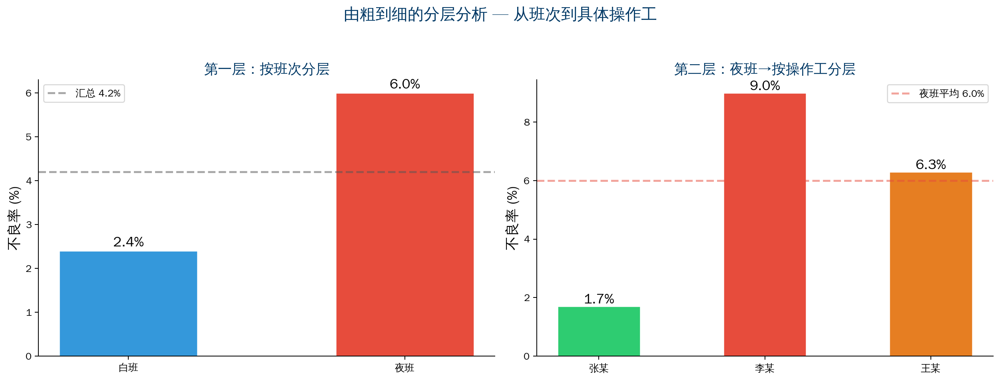 由粗到细的分层分析 — 从班次到具体操作工
第一层：按班次分层
汇总 4.2%
不良率 (%)
6
5
4
3
2
1
0
2.4%
6.0%
白班
夜班
第二层：夜班→按操作工分层
夜班平均 6.0%
不良率 (%)
8
6
4
2
0
1.7%
9.0%
6.3%
张某
李某
王某